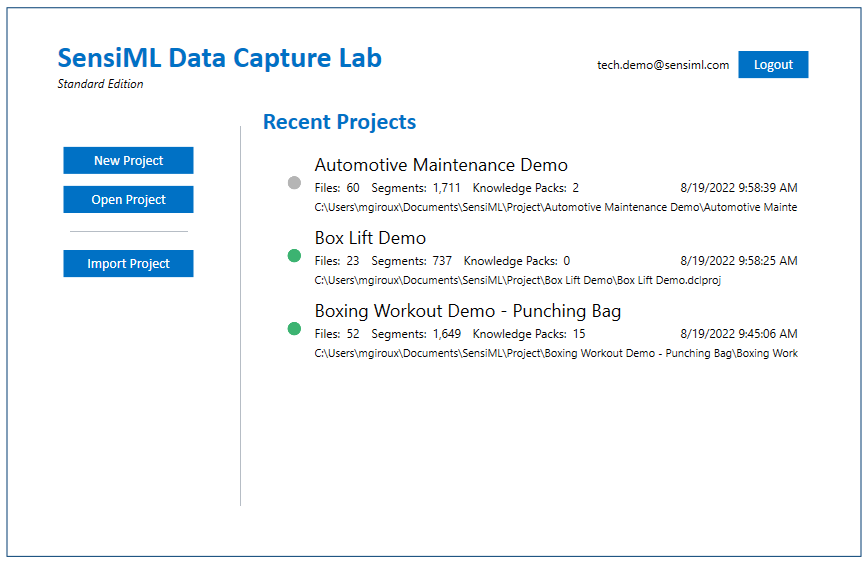 SensiML Data Capture Lab
Standard Edition
tech.demo@sensiml.com
Logout
New Project
Open Project
Import Project
Recent Projects
Automotive Maintenance Demo
Files: 60 Segments: 1,711 Knowledge Packs: 2 8/19/2022 9:58:39 AM
C:\Users\mgiroux\Documents\SensiML\Project\Automotive Maintenance Demo\Automotive Mainte
Box Lift Demo
Files: 23 Segments: 737 Knowledge Packs: 0 8/19/2022 9:58:25 AM
C:\Users\mgiroux\Documents\SensiML\Project\Box Lift Demo\Box Lift Demo.dclproj
Boxing Workout Demo - Punching Bag
Files: 52 Segments: 1,649 Knowledge Packs: 15 8/19/2022 9:45:06 AM
C:\Users\mgiroux\Documents\SensiML\Project\Boxing Workout Demo - Punching Bag\Boxing Work